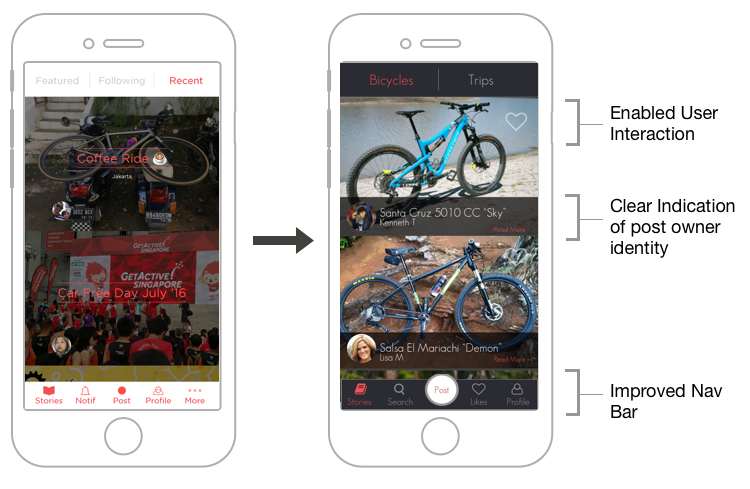 Featured
Following
Recent
Coffee Ride
Jakarta,
GETACTIVE!
SINGAPORE
GETACTIVE!
SINGAPORE
Car Free Day July '16
Stories
Notif
Post
Profile
More
Bicycles
Trips
Santa Cruz 5010 CC "Sky"
Kenneth T
Read More
Salsa El Mariachi "Demon"
Lisa M
Read More
Stories
Search
Post
Likes
Profile
Enabled User
Interaction
Clear Indication
of post owner
identity
Improved Nav
Bar